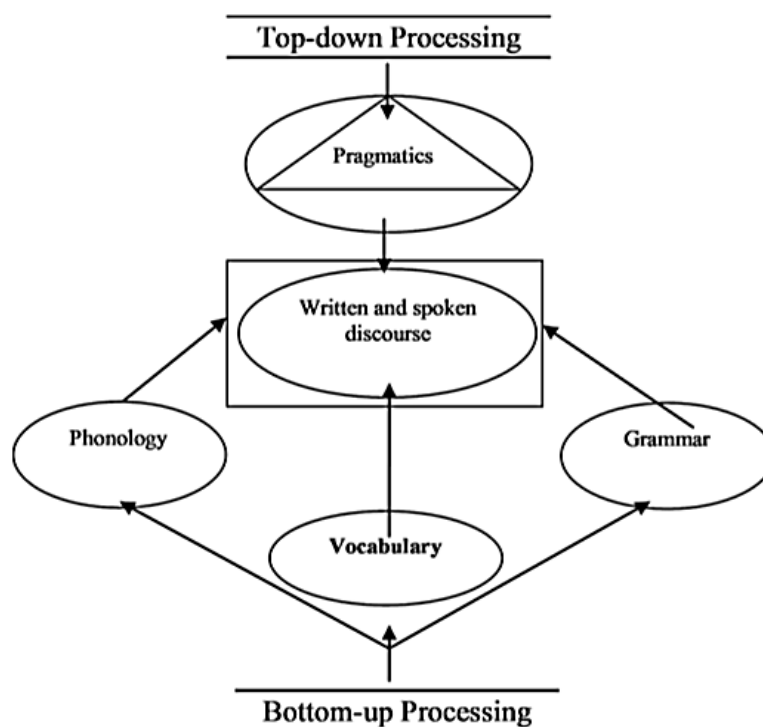 Top-down Processing
Pragmatics
Written and spoken
discourse
Phonology
Grammar
Vocabulary
Bottom-up Processing